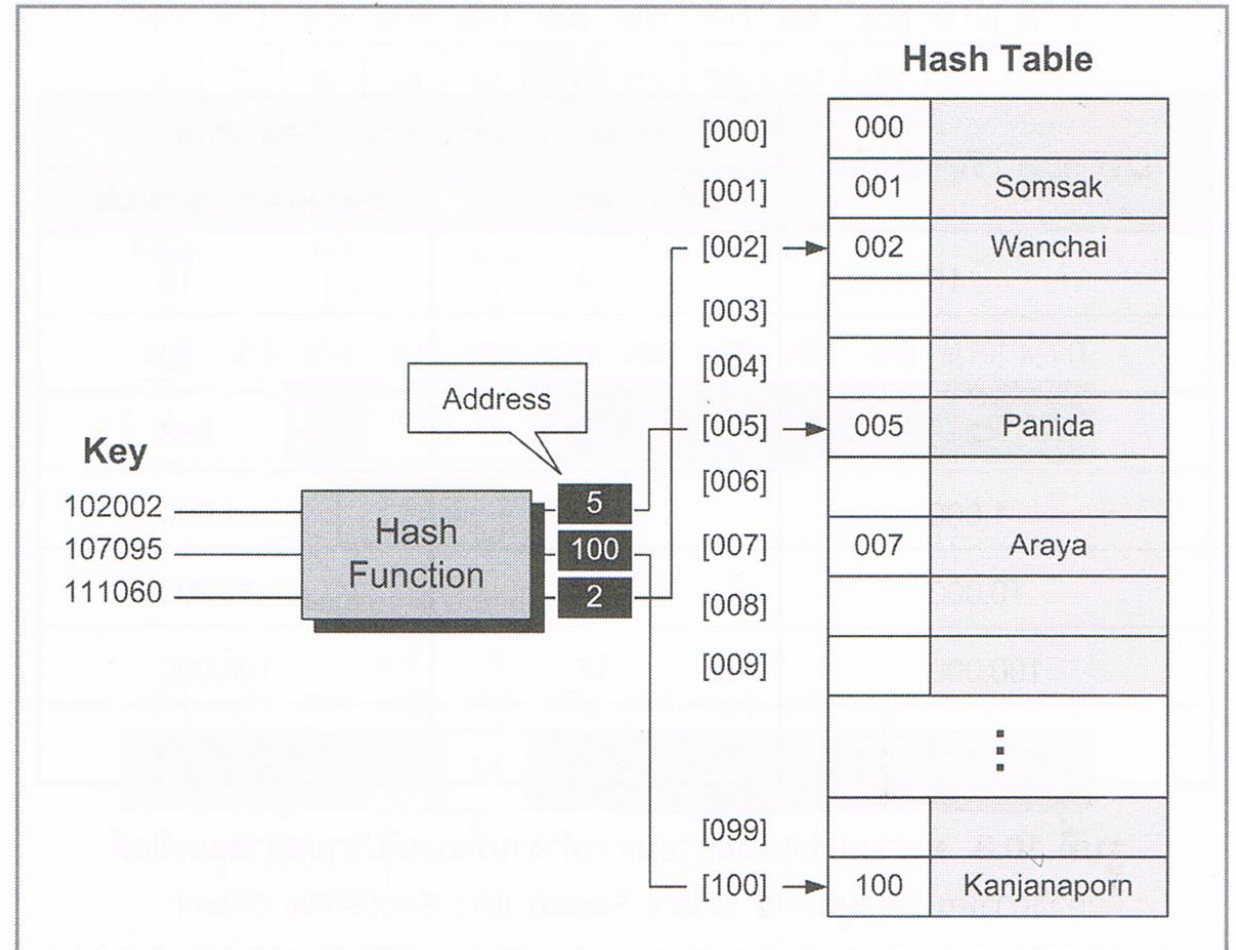 Hash Table
[000] 000
[001] 001 Somsak
[002] 002 Wanchai
[003]
[004]
[005] 005 Panida
[006]
[007] 007 Araya
[008]
[009]
[099]
[100] 100 Kanjanaporn
Address
Key
102002
107095
111060
Hash
Function
5
100
2